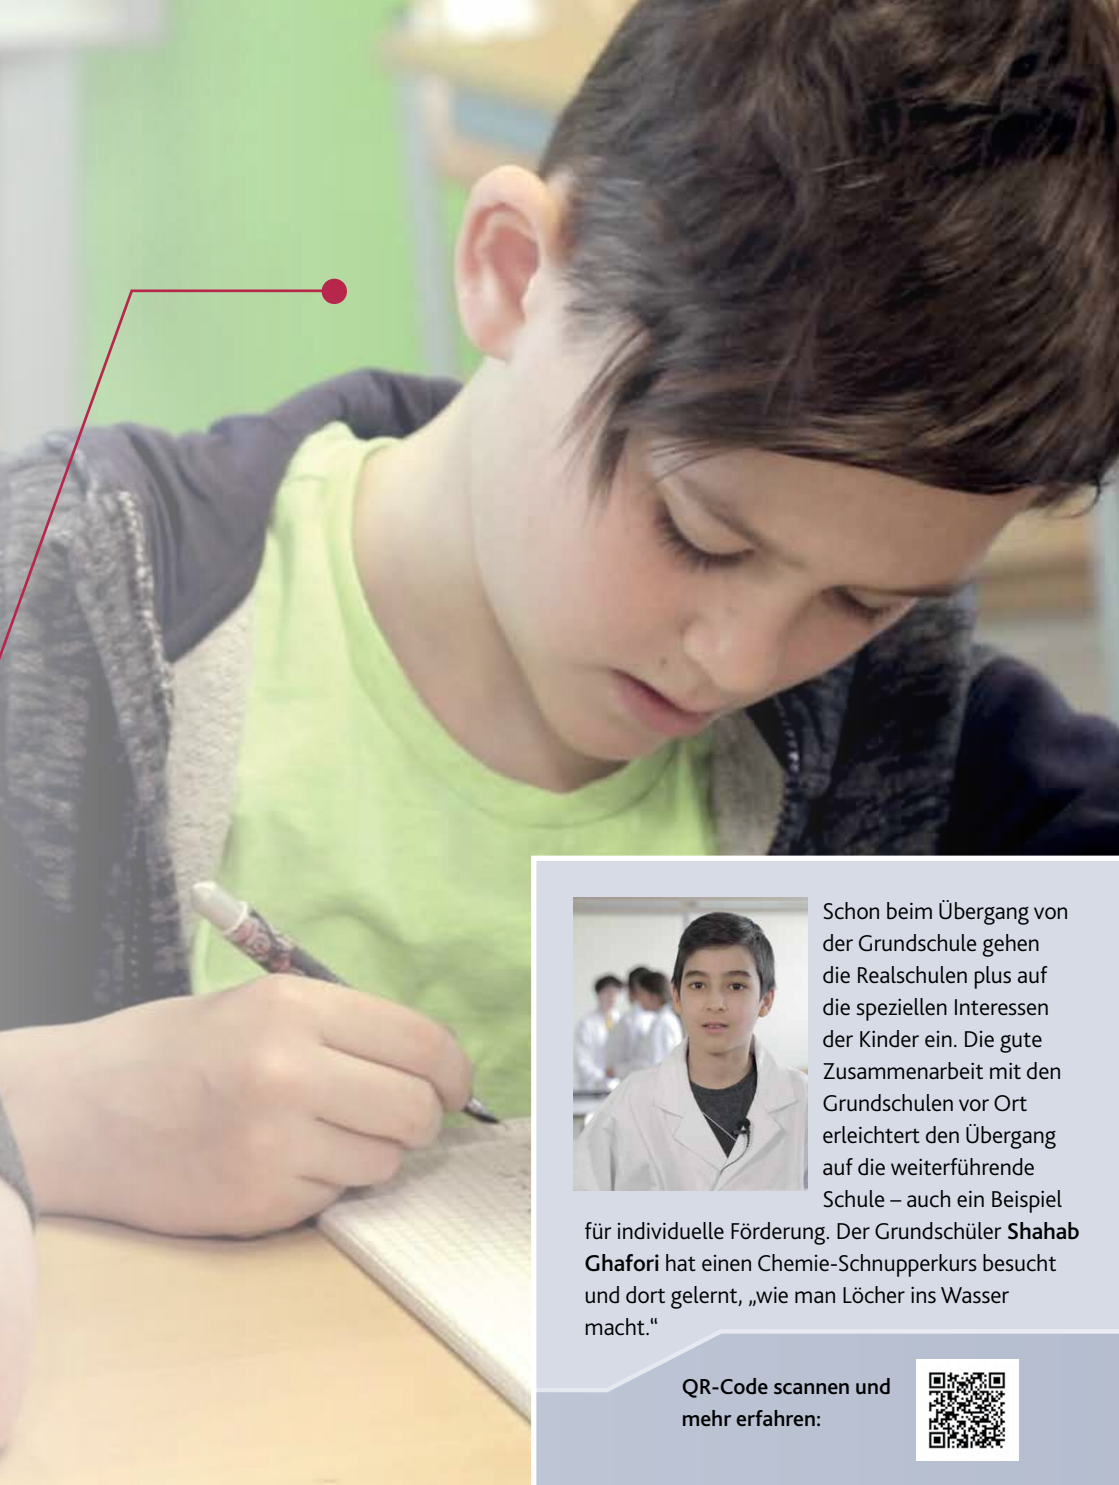 Schon beim Übergang von
der Grundschule gehen
die Realschulen plus auf
die speziellen Interessen
der Kinder ein. Die gute
Zusammenarbeit mit den
Grundschulen vor Ort
erleichtert den Übergang
auf die weiterführende
Schule – auch ein Beispiel
für individuelle Förderung. Der Grundschüler Shahab
Ghafori hat einen Chemie-Schnupperkurs besucht
und dort gelernt, „wie man Löcher ins Wasser
macht.“
QR-Code scannen und
mehr erfahren: